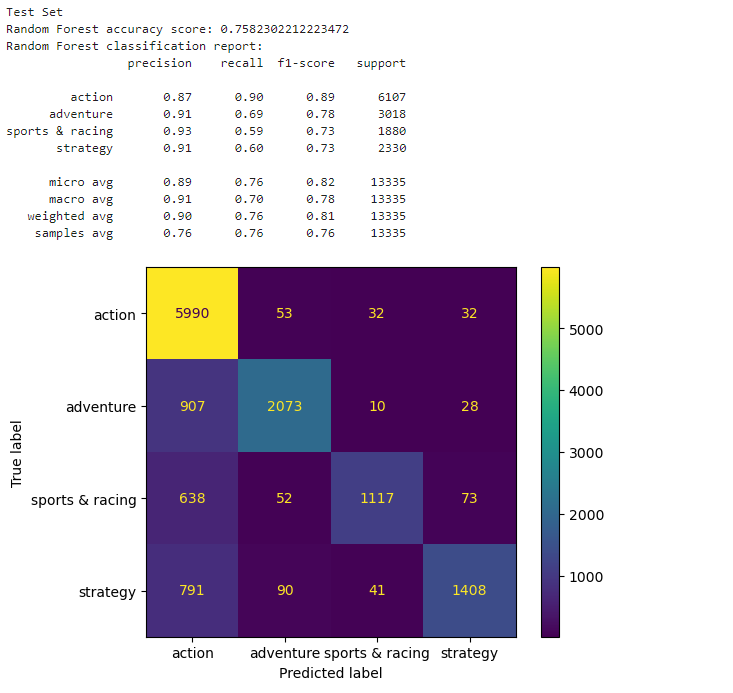 Test Set
Random Forest accuracy score: 0.7582302212223472
Random Forest classification report:
precision recall f1-score support
action 0.87 0.90 0.89 6107
adventure 0.91 0.69 0.78 3018
sports & racing 0.93 0.59 0.73 1880
strategy 0.91 0.60 0.73 2330
micro avg 0.89 0.76 0.82 13335
macro avg 0.91 0.70 0.78 13335
weighted avg 0.90 0.76 0.81 13335
samples avg 0.76 0.76 0.76 13335
action 5990 53 32 32
5000
adventure 907 2073 10 28
4000
3000
True label
sports & racing 638 52 1117 73
2000
strategy 791 90 41 1408
1000
action adventure sports & racing strategy
Predicted label